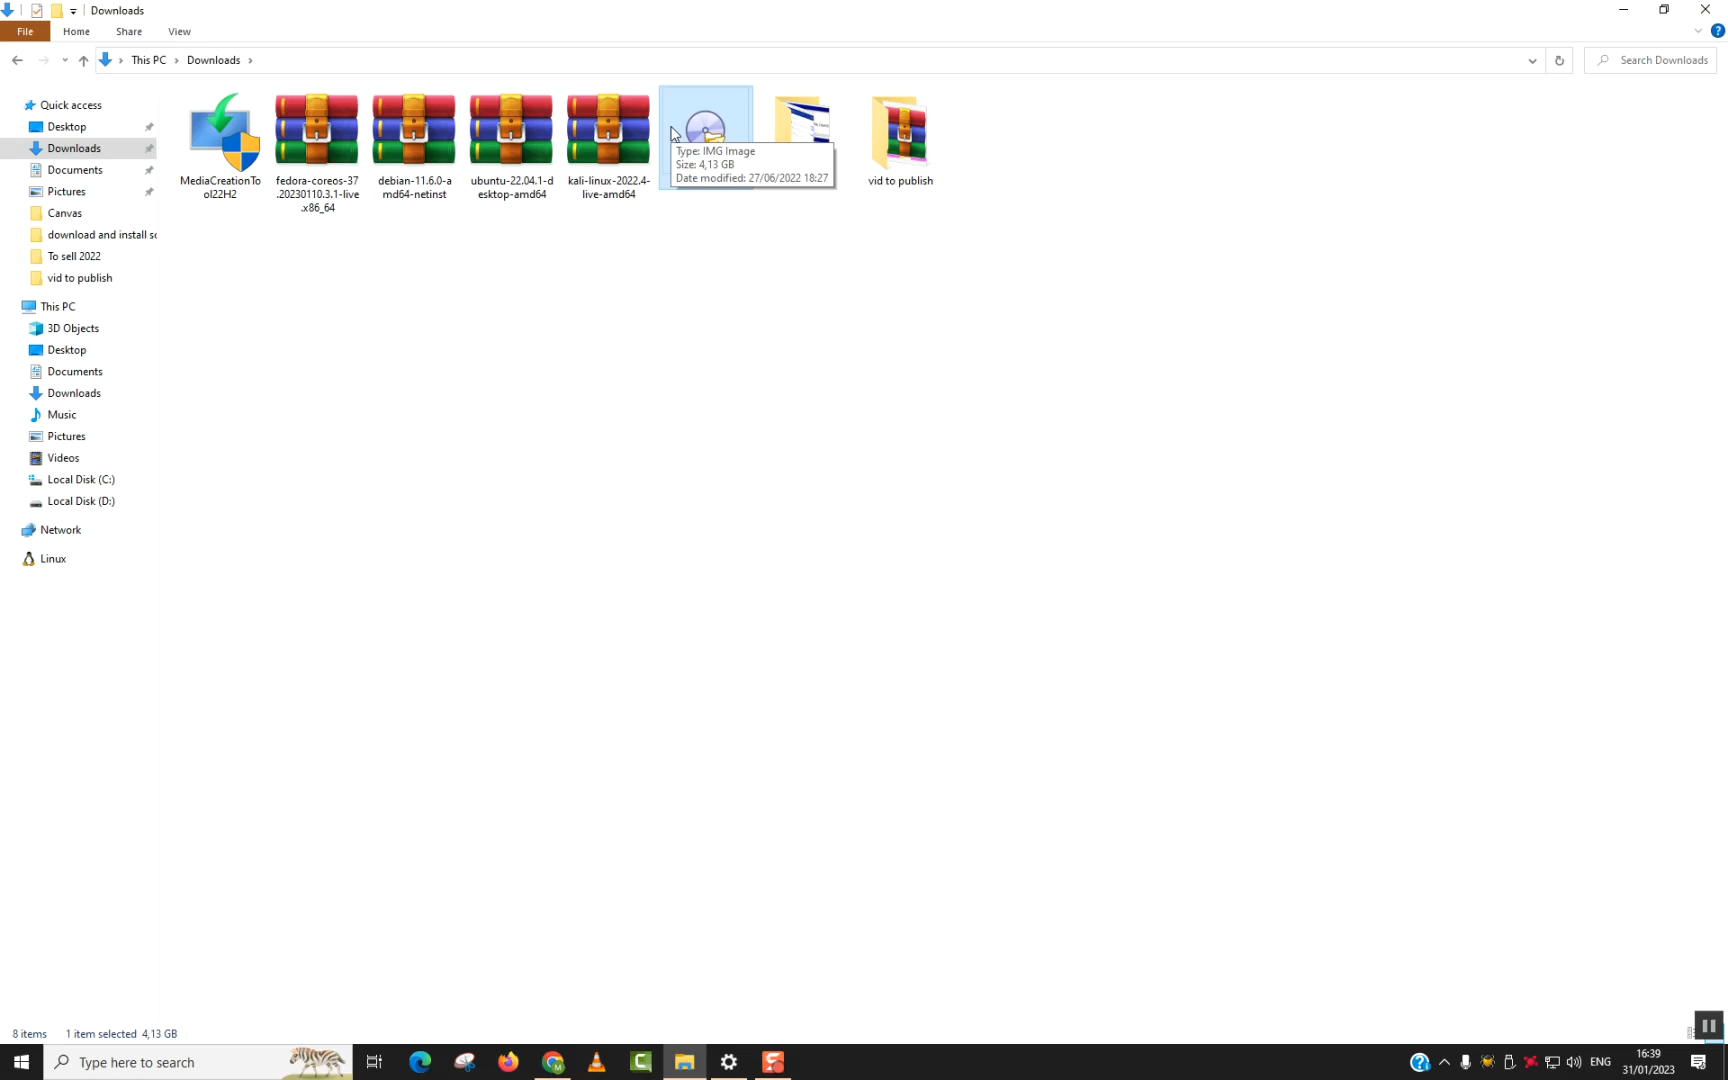 Downloads
File
Home
Share
View
This PC
Downloads
Search Downloads
Quick access
Desktop
Downloads
Documents
Pictures
Canvas
download and install
To sell 2022
vid to publish
This PC
3D Objects
Desktop
Documents
Downloads
Music
Pictures
Videos
Local Disk (C:)
Local Disk (D:)
Network
Linux
MediaCreationTo
ol22H2
fedora-coreos-37
.20230110.3.1-live
.x86_64
debian-11.6.0-a
md64-netinst
ubuntu-22.04.1-d
esktop-amd64
kali-linux-2022.4-
live-amd64
Type: IMG Image
Size: 4,13 GB
Date modified: 27/06/2022 18:27
vid to publish
8 items
1 item selected 4,13 GB
Type here to search
ENG
16:39
31/01/2023